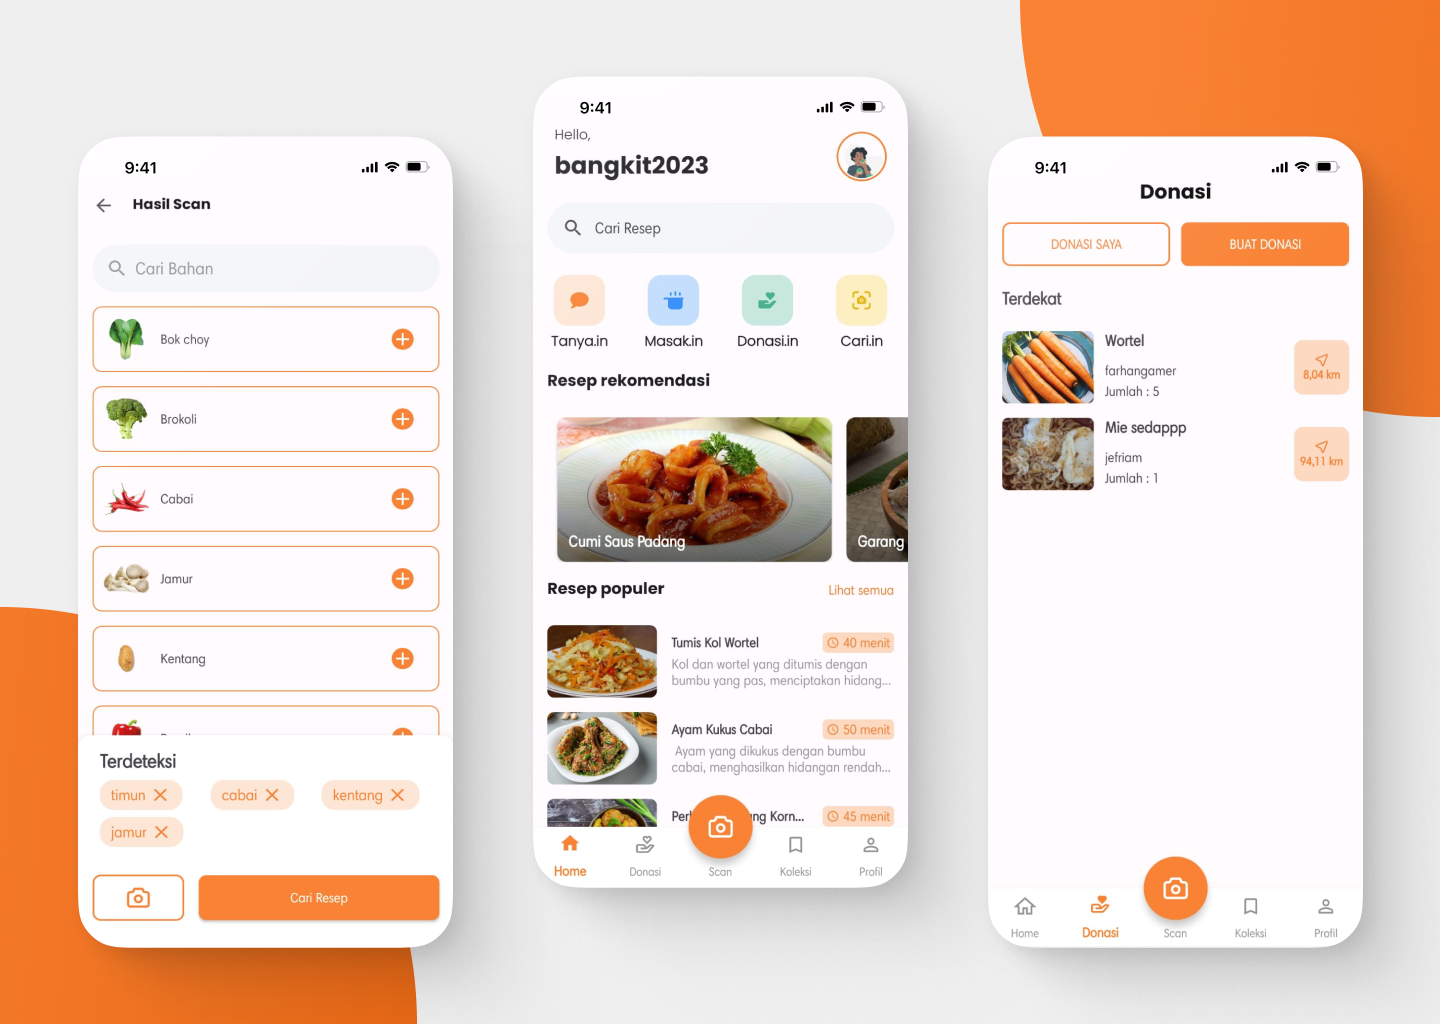 9:41
Hasil Scan
Cari Bahan
Bok choy
Brokoli
Cabai
Jamur
Kentang
Terdeteksi
timun
cabai
kentang
jamur
Cari Resep
9:41
Hello,
bangkit2023
Cari Resep
Tanya.in
Masak.in
Donasi.in
Cari.in
Resep rekomendasi
Cumi Saus Padang
Garang
Resep populer
Lihat semua
Tumis Kol Wortel
40 menit
Kol dan wortel yang ditumis dengan
bumbu yang pas, menciptakan hidang...
Ayam Kukus Cabai
50 menit
Ayam yang dikukus dengan bumbu
cabai, menghasilkan hidangan rendah...
Korn...
45 menit
Home
Donasi
Scan
Koleksi
Profil
9:41
Donasi
DONASI SAYA
BUAT DONASI
Terdekat
Wortel
farhangamer
Jumlah : 5
8,04 km
Mie sedappp
jefriam
Jumlah : 1
94,11 km
Home
Donasi
Scan
Koleksi
Profil